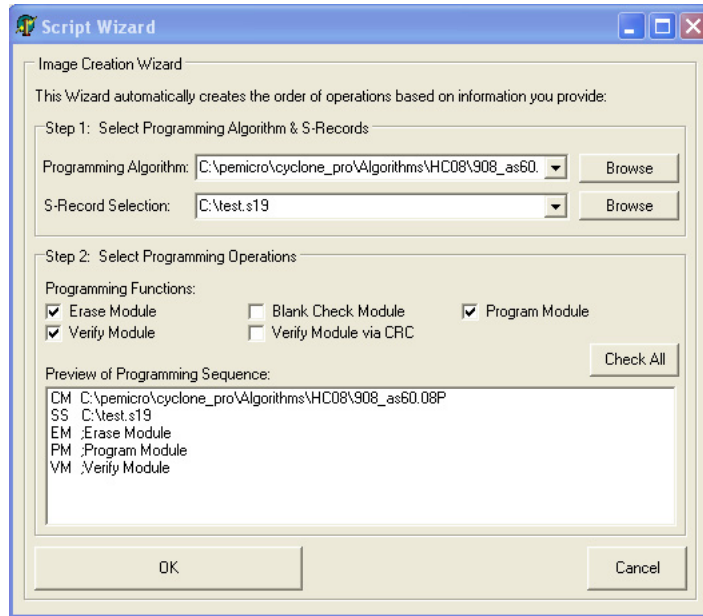 Script Wizard
Image Creation Wizard
This Wizard automatically creates the order of operations based on information you provide:
Step 1: Select Programming Algorithm & S-Records
Programming Algorithm: C:\pemicro\cyclone_pro\Algorithms\HC08\908_as60. Browse
S-Record Selection: C:\test.s19 Browse
Step 2: Select Programming Operations
Programming Functions:
Erase Module Blank Check Module Program Module
Verify Module Verify Module via CRC
Check All
Preview of Programming Sequence:
CM C:\pemicro\cyclone_pro\Algorithms\HC08\908_as60.08P
SS C:\test.s19
EM ;Erase Module
PM ;Program Module
VM ;Verify Module
OK Cancel